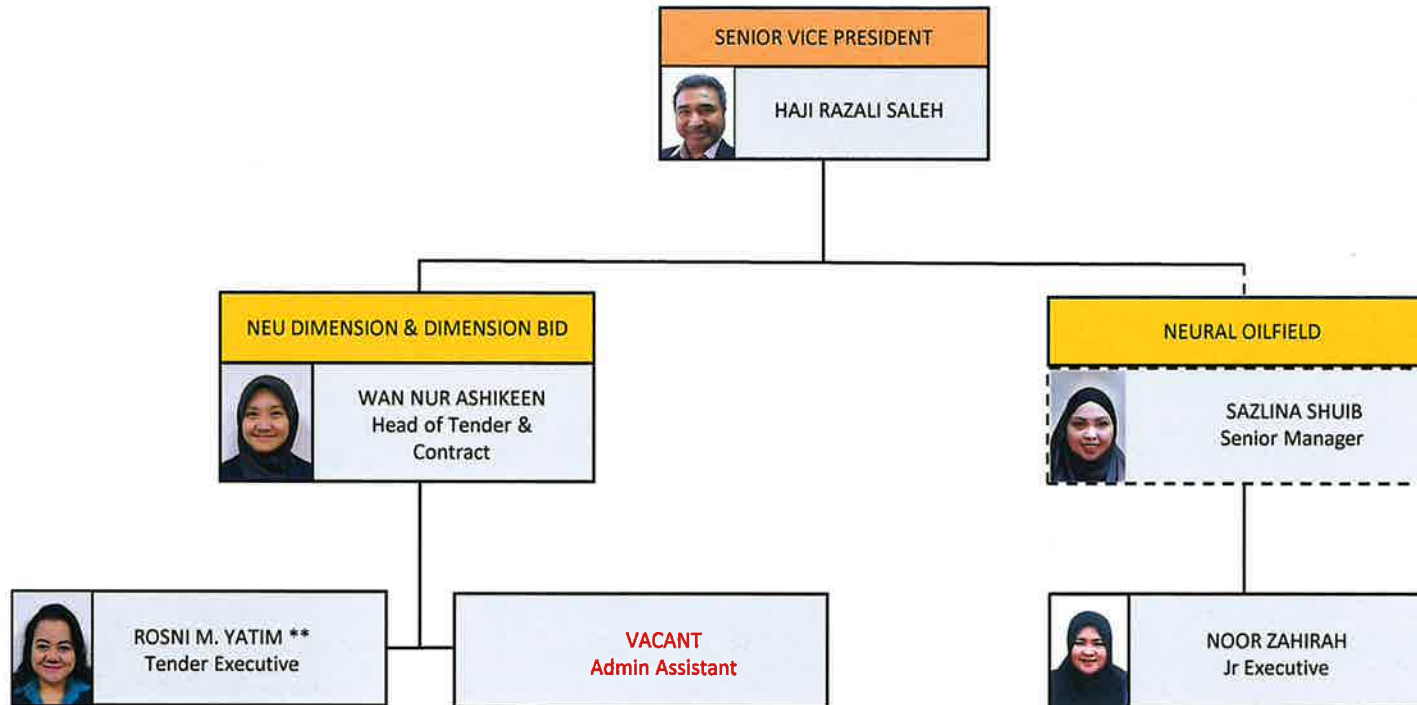 SENIOR VICE PRESIDENT
HAJI RAZALI SALEH
NEU DIMENSION & DIMENSION BID
WAN NUR ASHIKEEN
Head of Tender &
Contract
NEURAL OILFIELD
SAZLINA SHUIB
Senior Manager
ROSNI M. YATIM **
Tender Executive
VACANT
Admin Assistant
NOOR ZAHIRAH
Jr Executive